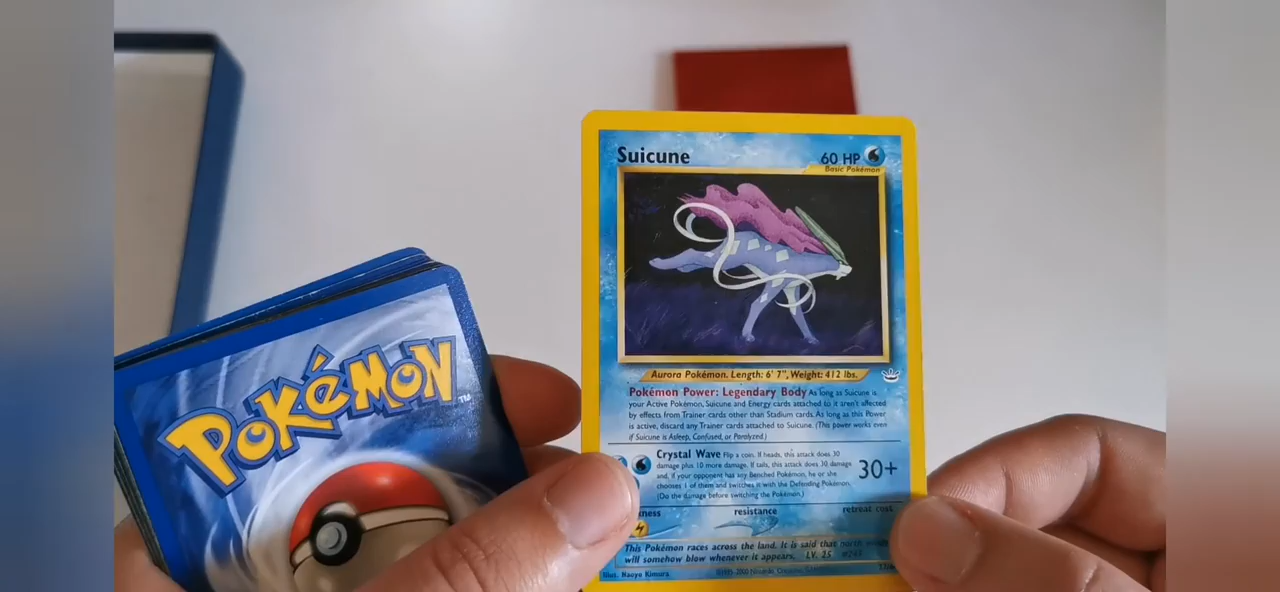 Suicune
60 HP
Basic Pokémon
Aurora Pokémon. Length: 6' 7", Weight: 412 lbs.
Pokémon Power: Legendary Body As long as Suicune is
your Active Pokémon, Suicune and Energy cards attached to it aren't affected
by effects from Trainer cards other than Stadium cards. As long as this Power
is active, discard any Trainer cards attached to Suicune. (This power works even
if Suicune is Asleep, Confused, or Paralyzed.)
Crystal Wave Flip a coin. If heads, this attack does 30
damage plus 10 more damage. If tails, this attack does 30 damage
and, if your opponent has any Benched Pokémon, he or she
chooses 1 of them and switches it with the Defending Pokémon.
(Do the damage before switching the Pokémon.)
30+
resistance
retreat cost
This Pokémon races across the land. It is said that north
will somehow blow whenever it appears. LV. 25
Illus. Naoyo Kimura
POKéMON
TM